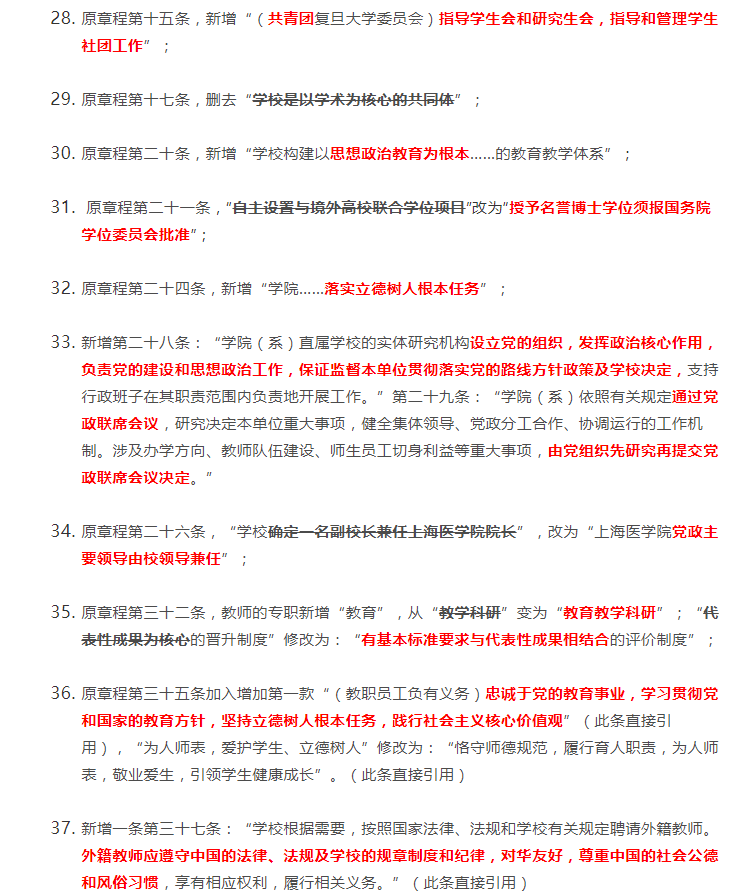 28. 原章程第十五条，新增“（共青团复旦大学委员会）指导学生会和研究生会，指导和管理学生
社团工作”；
29. 原章程第十七条，删去“学校是以学术为核心的共同体”；
30. 原章程第二十条，新增“学校构建以思想政治教育为根本……的教育教学体系”；
31. 原章程第二十一条，“自主设置与境外高校联合学位项目”改为“授予名誉博士学位须报国务院
学位委员会批准”；
32. 原章程第二十四条，新增“学院……落实立德树人根本任务”；
33. 新增第二十八条：“学院（系）直属学校的实体研究机构设立党的组织，发挥政治核心作用，
负责党的建设和思想政治工作，保证监督本单位贯彻落实党的路线方针政策及学校决定，支持
行政班子在其职责范围内负责地开展工作。”第二十九条：“学院（系）依照有关规定通过党
政联席会议，研究决定本单位重大事项，健全集体领导、党政分工合作、协调运行的工作机
制。涉及办学方向、教师队伍建设、师生员工切身利益等重大事项，由党组织先研究再提交党
政联席会议决定。”
34. 原章程第二十六条，“学校确定一名副校长兼任上海医学院院长”，改为“上海医学院党政主
要领导由校领导兼任”；
35. 原章程第三十二条，教师的专职新增“教育”，从“教学科研”变为“教育教学科研”；“代
表性成果为核心的晋升制度”修改为：“有基本标准要求与代表性成果相结合的评价制度”；
36. 原章程第三十五条加入增加第一款“（教职员工负有义务）忠诚于党的教育事业，学习贯彻党
和国家的教育方针，坚持立德树人根本任务，践行社会主义核心价值观”（此条直接引
用），“为人师表，爱护学生、立德树人”修改为：“恪守师德规范，履行育人职责，为人师
表，敬业爱生，引领学生健康成长”。（此条直接引用）
37. 新增一条第三十七条：“学校根据需要，按照国家法律、法规和学校有关规定聘请外籍教师。
外籍教师应遵守中国的法律、法规及学校的规章制度和纪律，对华友好，尊重中国的社会公德
和风俗习惯，享有相应权利，履行相关义务。”（此条直接引用）